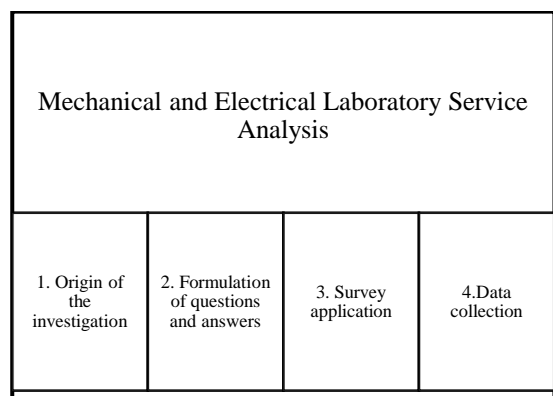 Mechanical and Electrical Laboratory Service
Analysis
1. Origin of
the
investigation
2. Formulation
of questions
and answers
3. Survey
application
4.Data
collection